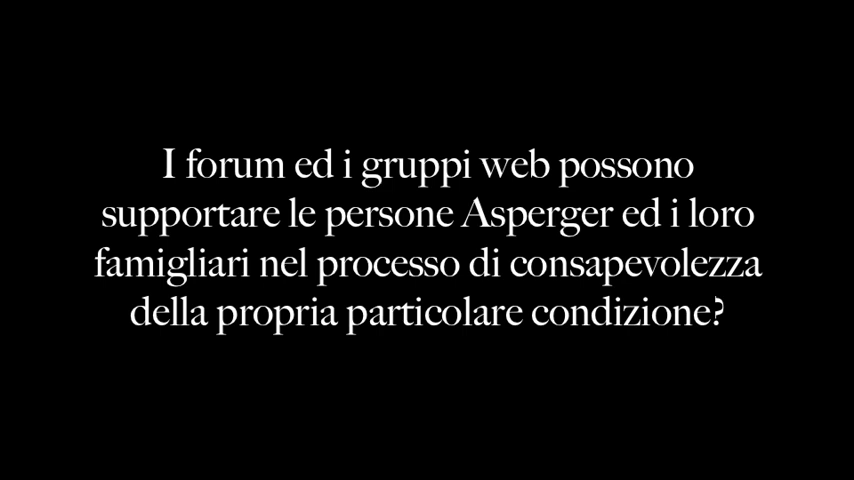 I forum ed i gruppi web possono
supportare le persone Asperger ed i loro
famigliari nel processo di consapevolezza
della propria particolare condizione?